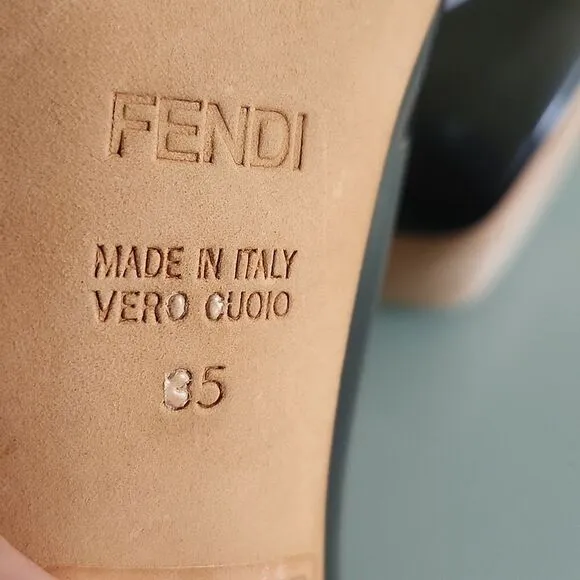 FENDI
MADE IN ITALY
VERO CUOIO
35